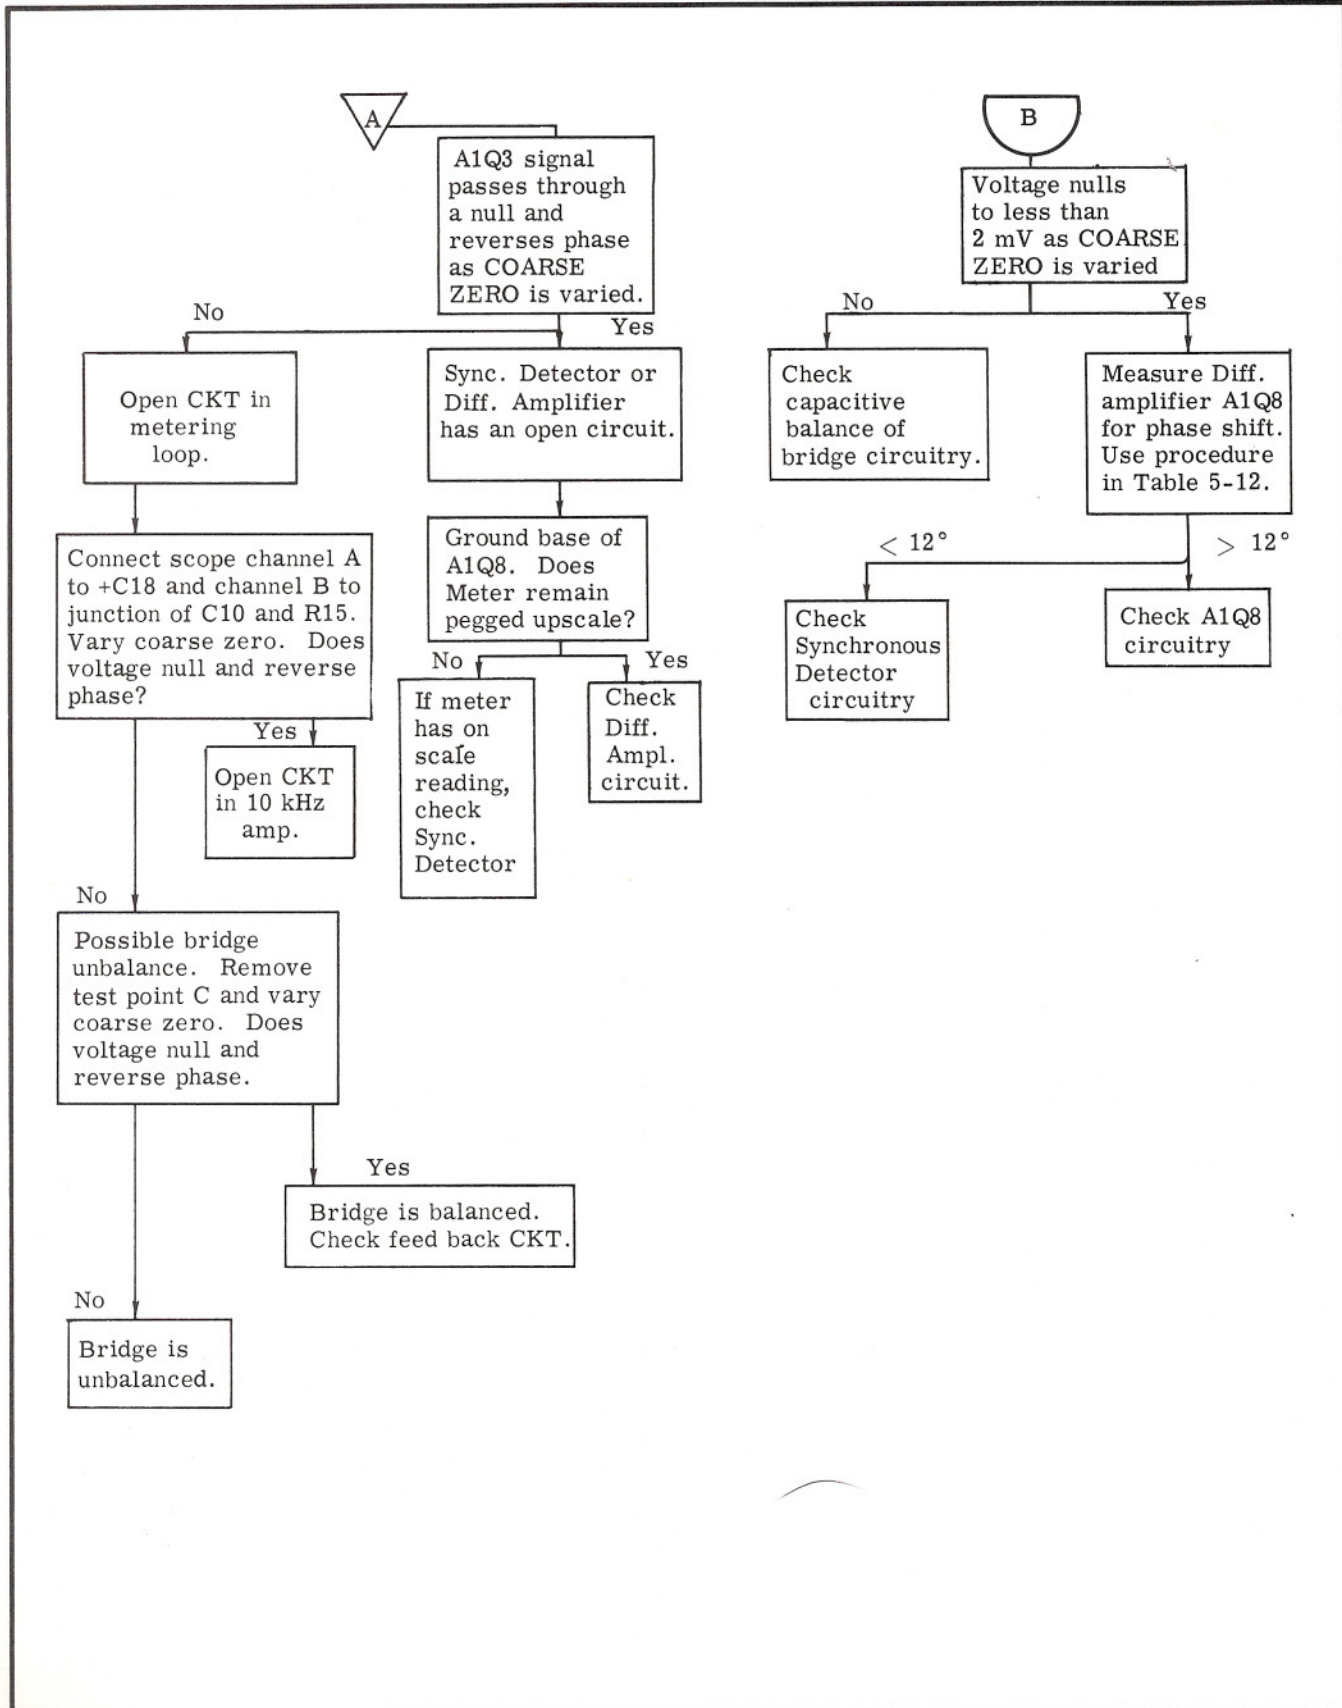 A
A1Q3 signal
passes through
a null and
reverses phase
as COARSE
ZERO is varied.
No
Yes
Open CKT in
metering
loop.
Sync. Detector or
Diff. Amplifier
has an open circuit.
Connect scope channel A
to +C18 and channel B to
junction of C10 and R15.
Vary coarse zero. Does
voltage null and reverse
phase?
Ground base of
A1Q8. Does
Meter remain
pegged upscale?
No
Yes
If meter
has on
scale
reading,
check
Sync.
Detector
Check
Diff.
Ampl.
circuit.
Yes
Open CKT
in 10 kHz
amp.
No
Possible bridge
unbalance. Remove
test point C and vary
coarse zero. Does
voltage null and
reverse phase.
Yes
Bridge is balanced.
Check feed back CKT.
No
Bridge is
unbalanced.
B
Voltage nulls
to less than
2 mV as COARSE
ZERO is varied
No
Yes
Check
capacitive
balance of
bridge circuitry.
Measure Diff.
amplifier A1Q8
for phase shift.
Use procedure
in Table 5-12.
< 12°
> 12°
Check
Synchronous
Detector
circuitry
Check A1Q8
circuitry